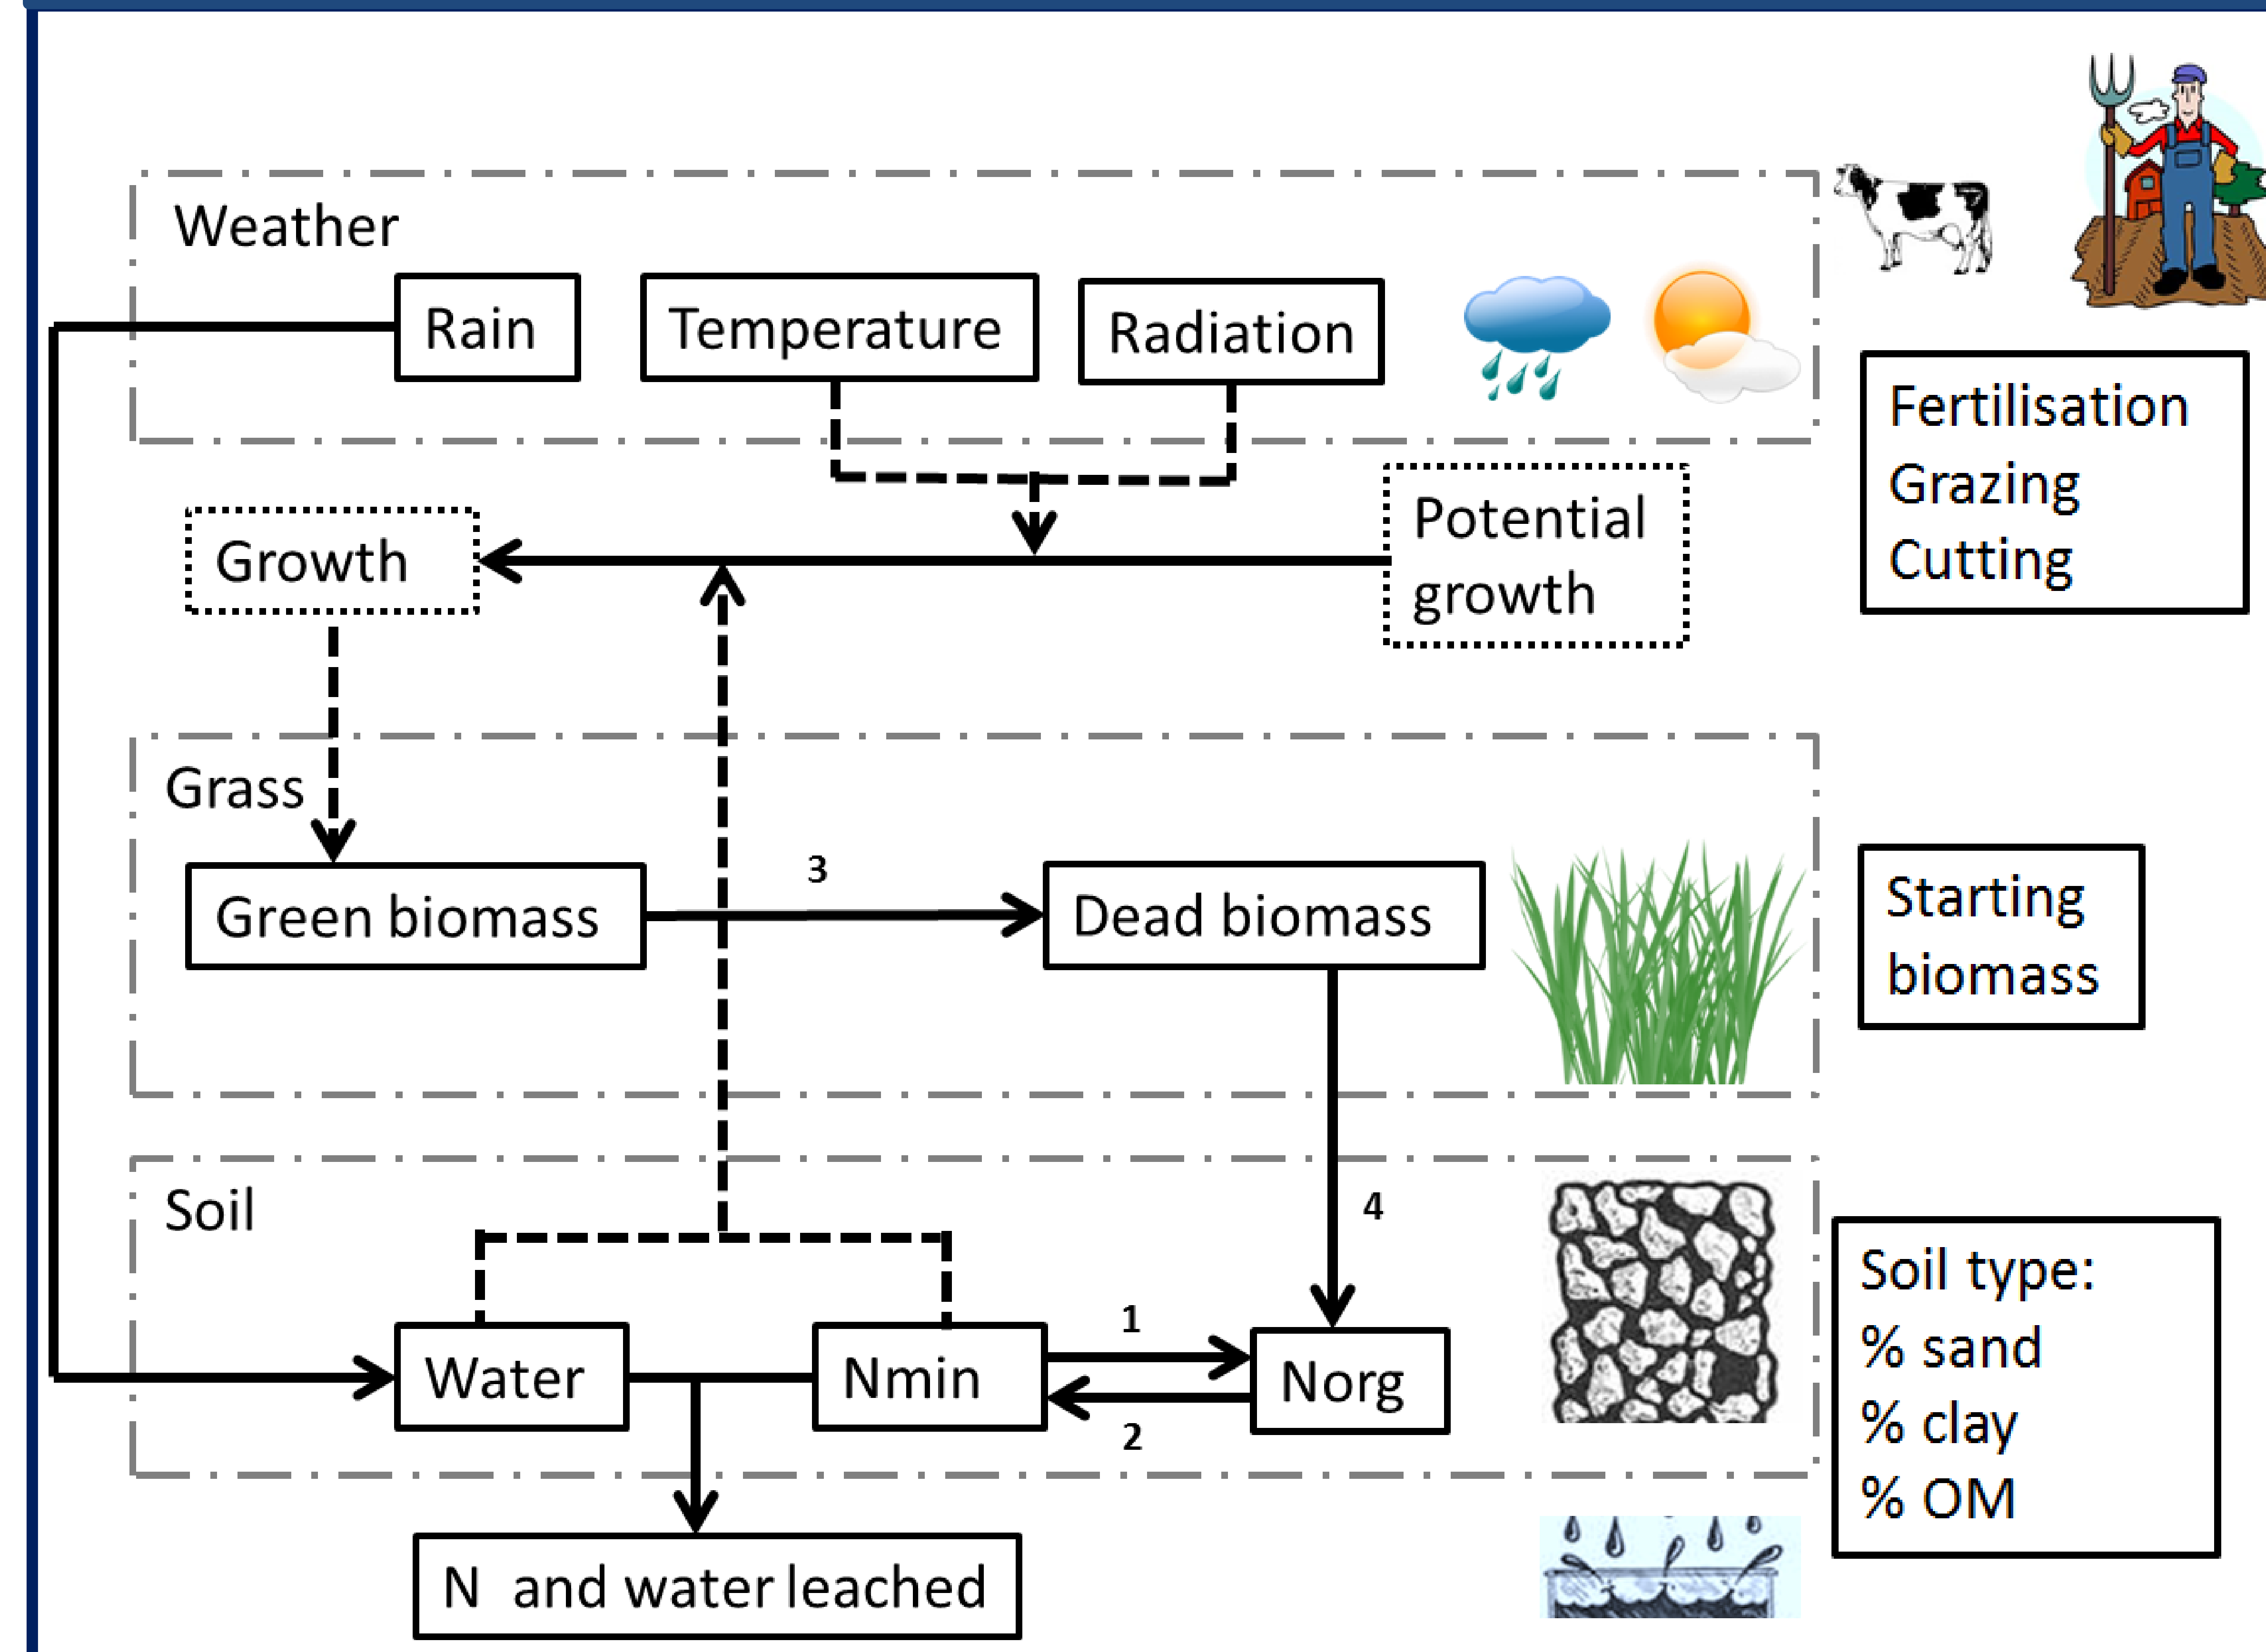 Weather
Rain
Temperature
Radiation
Fertilisation
Grazing
Cutting
Growth
Potential
growth
Grass
Green biomass
3
Dead biomass
Starting
biomass
Soil
4
Water
Nmin
1
2
Norg
Soil type:
% sand
% clay
% OM
N and water leached